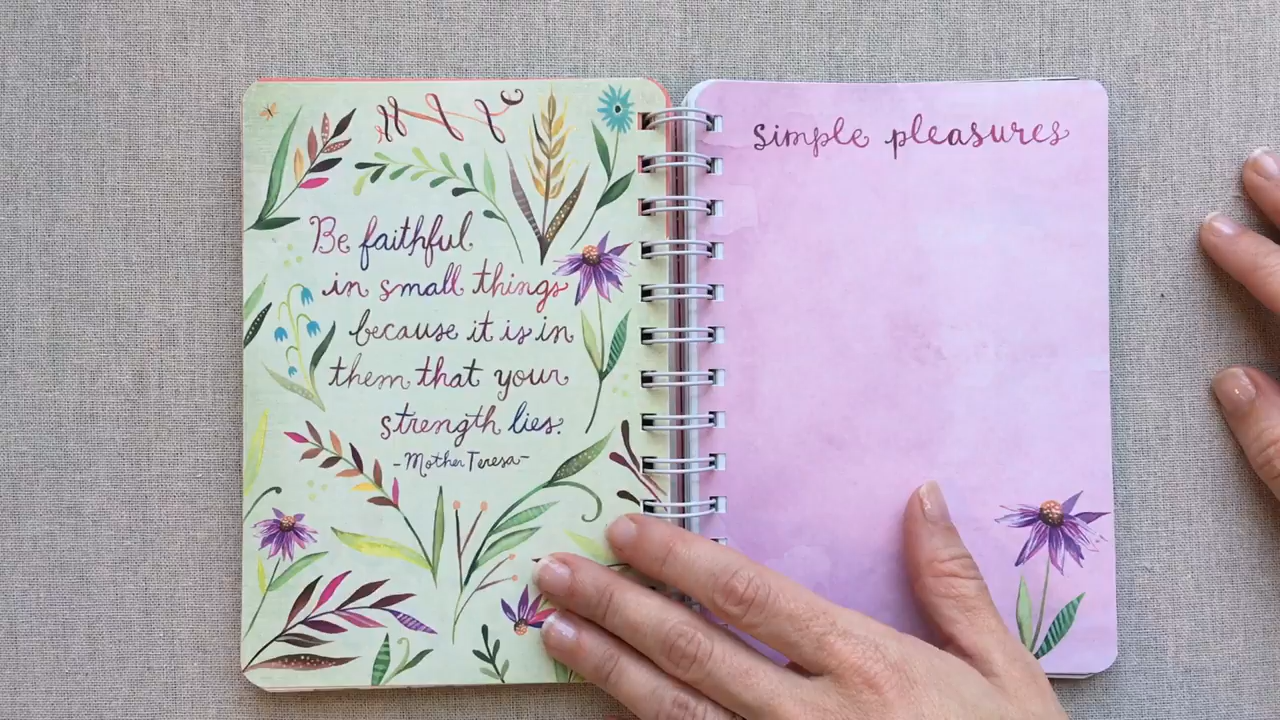 Be faithful
in small things
because it is in
them that your
strength lies.
-Mother Teresa-
simple pleasures